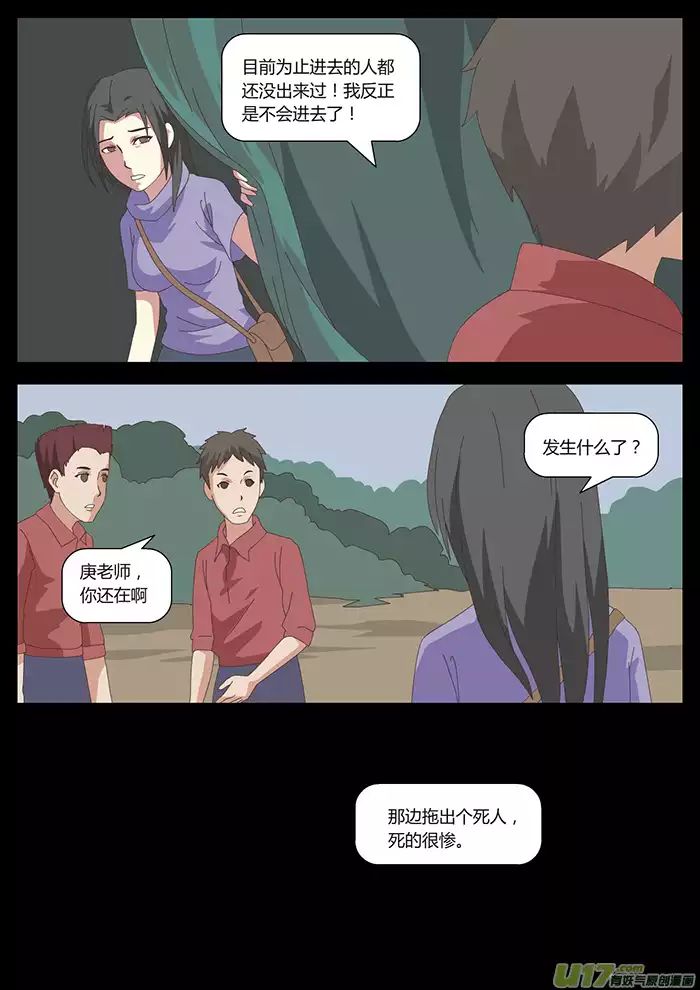 目前为止进去的人都
还没出来过！我反正
是不会进去了！
发生什么了？
庚老师，
你还在啊
那边拖出个死人，
死的很惨。
U17.com
有妖气原创漫画